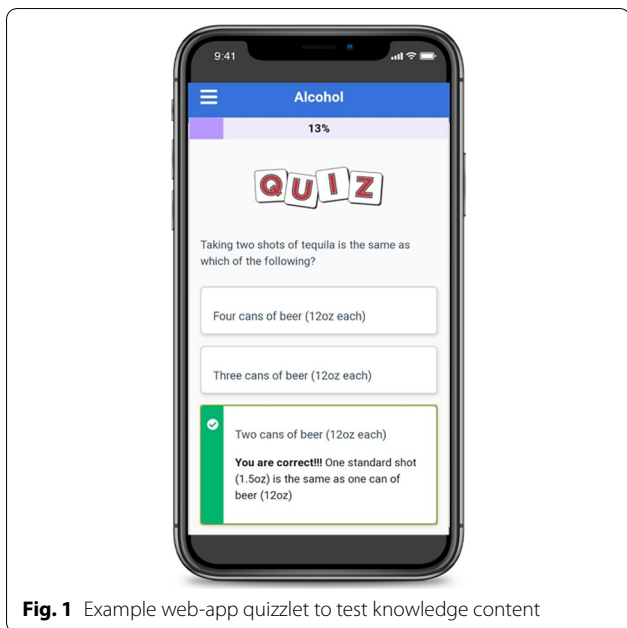 9:41
Alcohol
13%
QUIZ
Taking two shots of tequila is the same as
which of the following?
Four cans of beer (12oz each)
Three cans of beer (12oz each)
Two cans of beer (12oz each)
You are correct!!! One standard shot
(1.5oz) is the same as one can of
beer (12oz)
Fig. 1 Example web-app quizzlet to test knowledge content